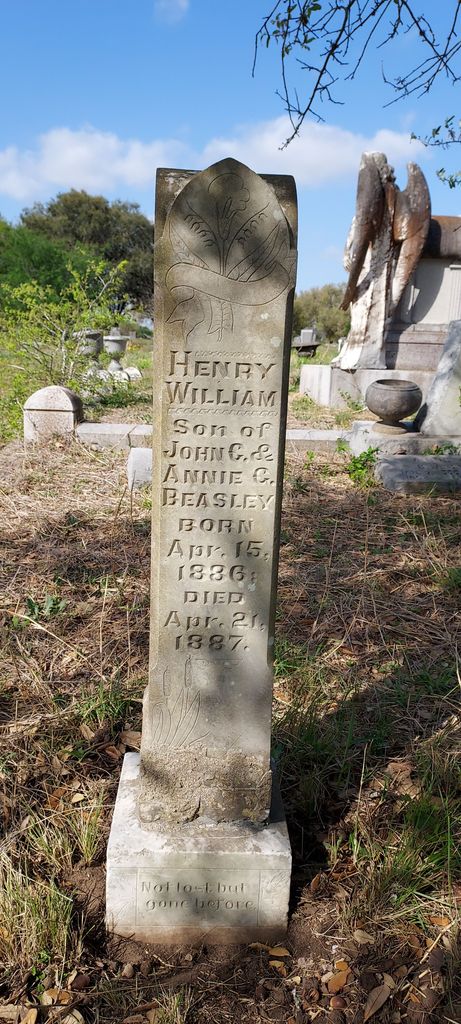 HENRY
WILLIAM
Son of
JOHN C. &
ANNIE C.
BEASLEY
BORN
Apr. 15,
1886;
DIED
Apr. 21,
1887.
Not lost but
gone before.